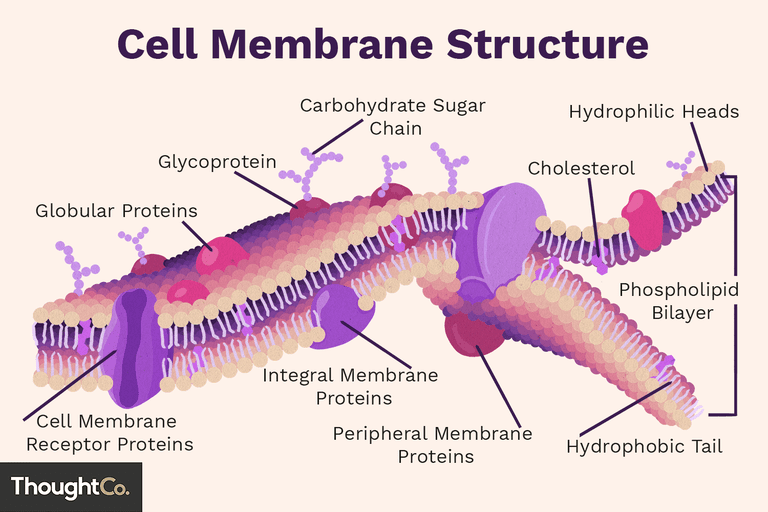 Cell Membrane Structure
Carbohydrate Sugar
Chain
Hydrophilic Heads
Glycoprotein
Cholesterol
Globular Proteins
Phospholipid
Bilayer
Integral Membrane
Proteins
Cell Membrane
Receptor Proteins
Peripheral Membrane
Proteins
Hydrophobic Tail
ThoughtCo.